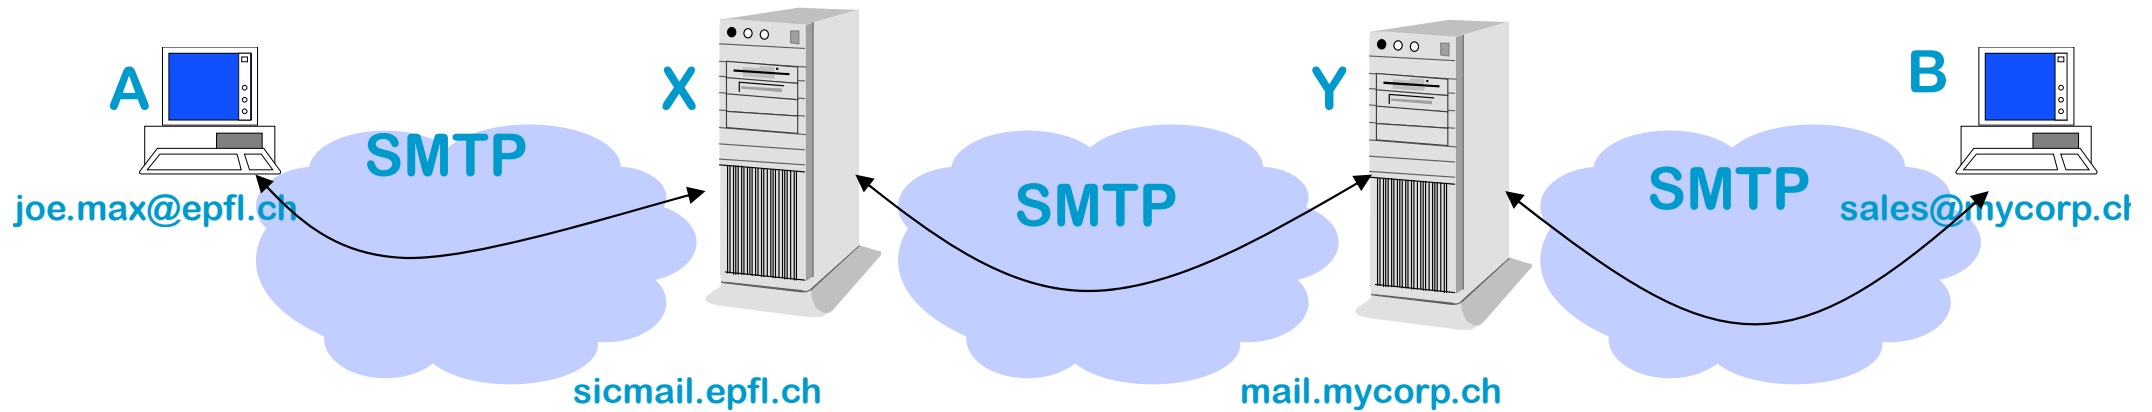 A
X
Y
B
SMTP
SMTP
SMTP
joe.max@epfl.ch
sales@mycorp.ch
sicmail.epfl.ch
mail.mycorp.ch